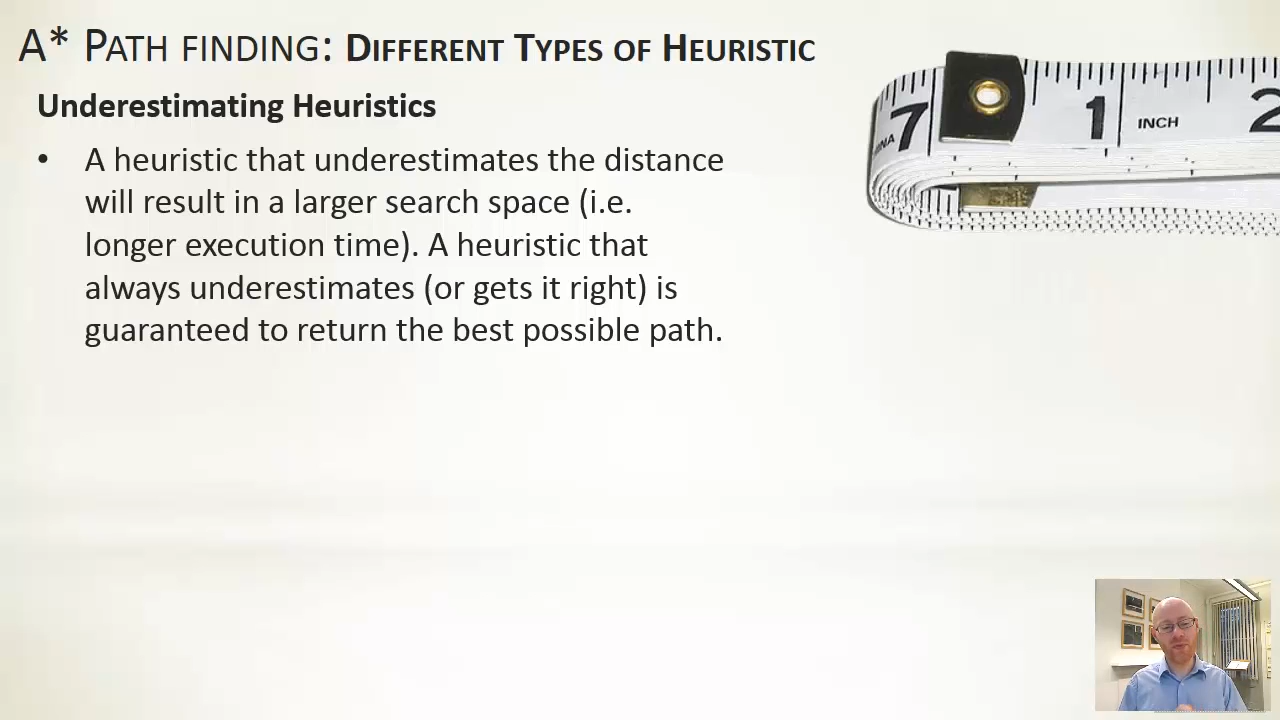 A* PATH FINDING: DIFFERENT TYPES OF HEURISTIC
Underestimating Heuristics
• A heuristic that underestimates the distance
will result in a larger search space (i.e.
longer execution time). A heuristic that
always underestimates (or gets it right) is
guaranteed to return the best possible path.
7 1 INCH 2